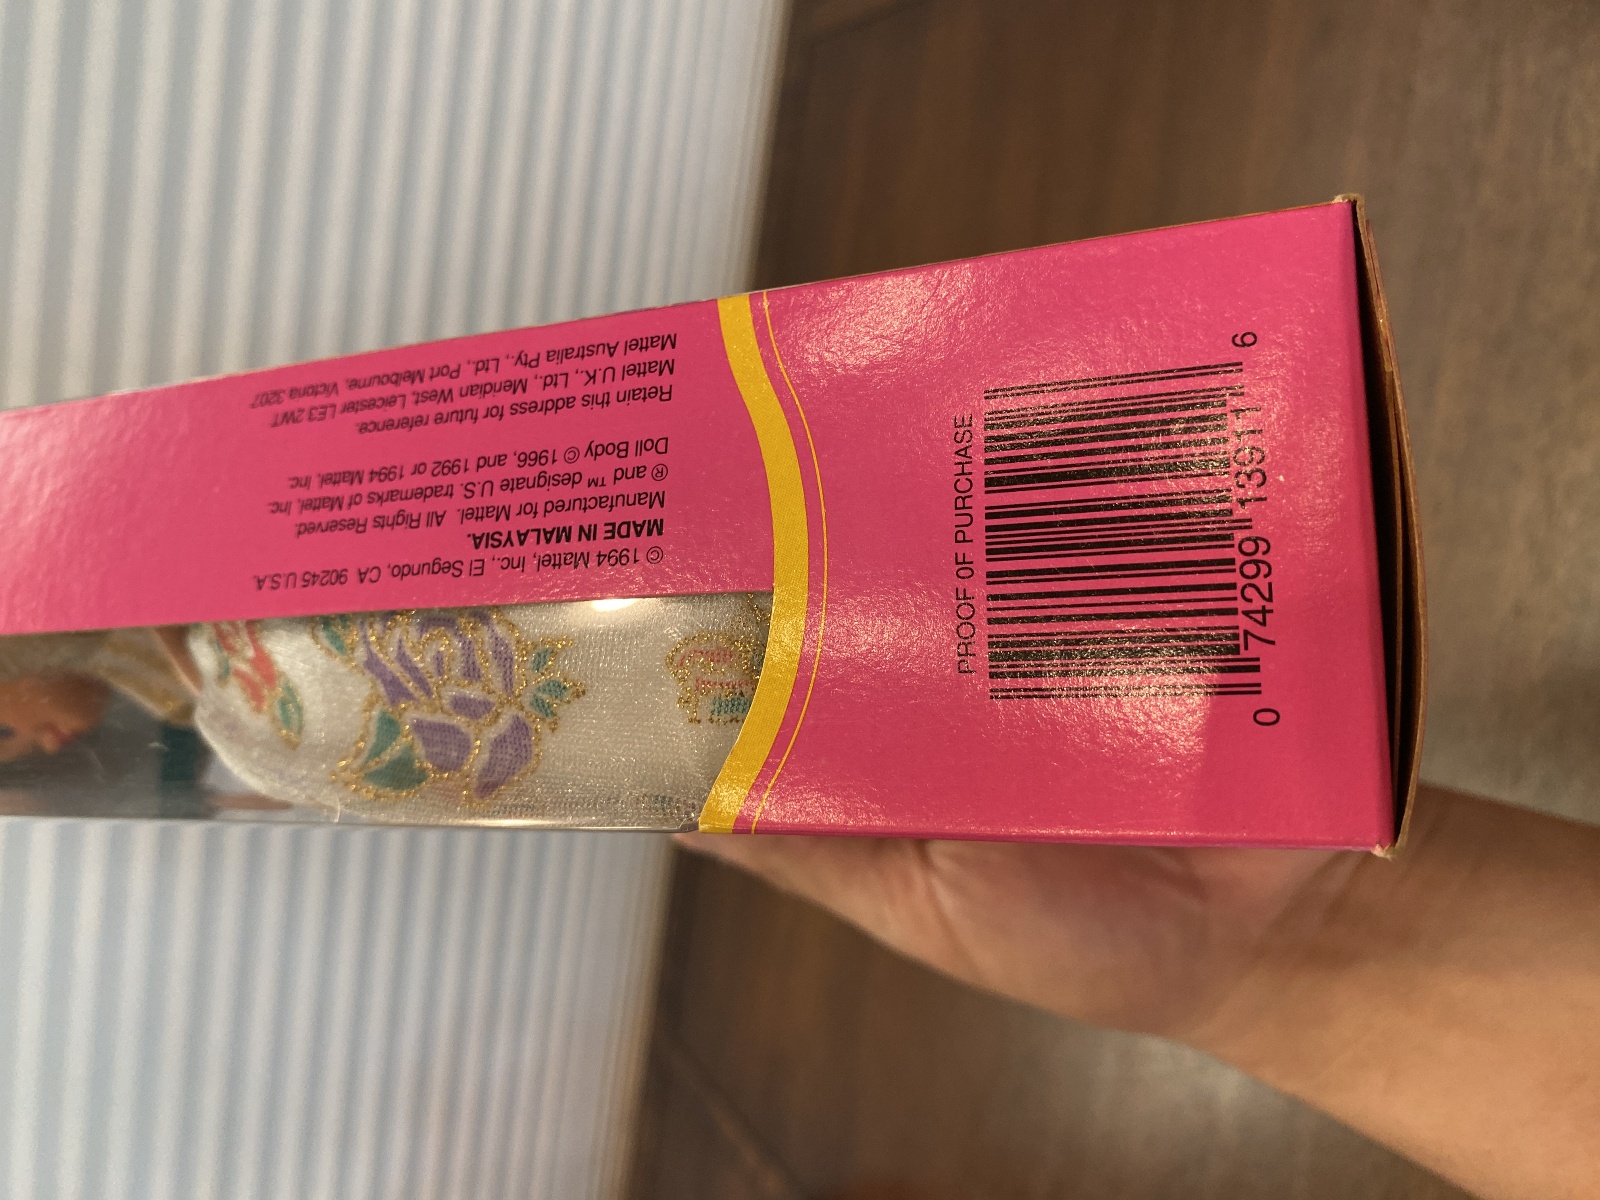 © 1994 Mattel, Inc., El Segundo, CA 90245 U.S.A.
MADE IN MALAYSIA.
Manufactured for Mattel. All Rights Reserved.
® and ™ designate U.S. trademarks of Mattel, Inc.
Doll Body © 1966, and 1992 or 1994 Mattel, Inc.
Retain this address for future reference.
Mattel U.K., Ltd., Meridian West, Leicester LE3 2WT.
Mattel Australia Pty., Ltd., Port Melbourne, Victoria 3207
PROOF OF PURCHASE
0 74299 13911 6